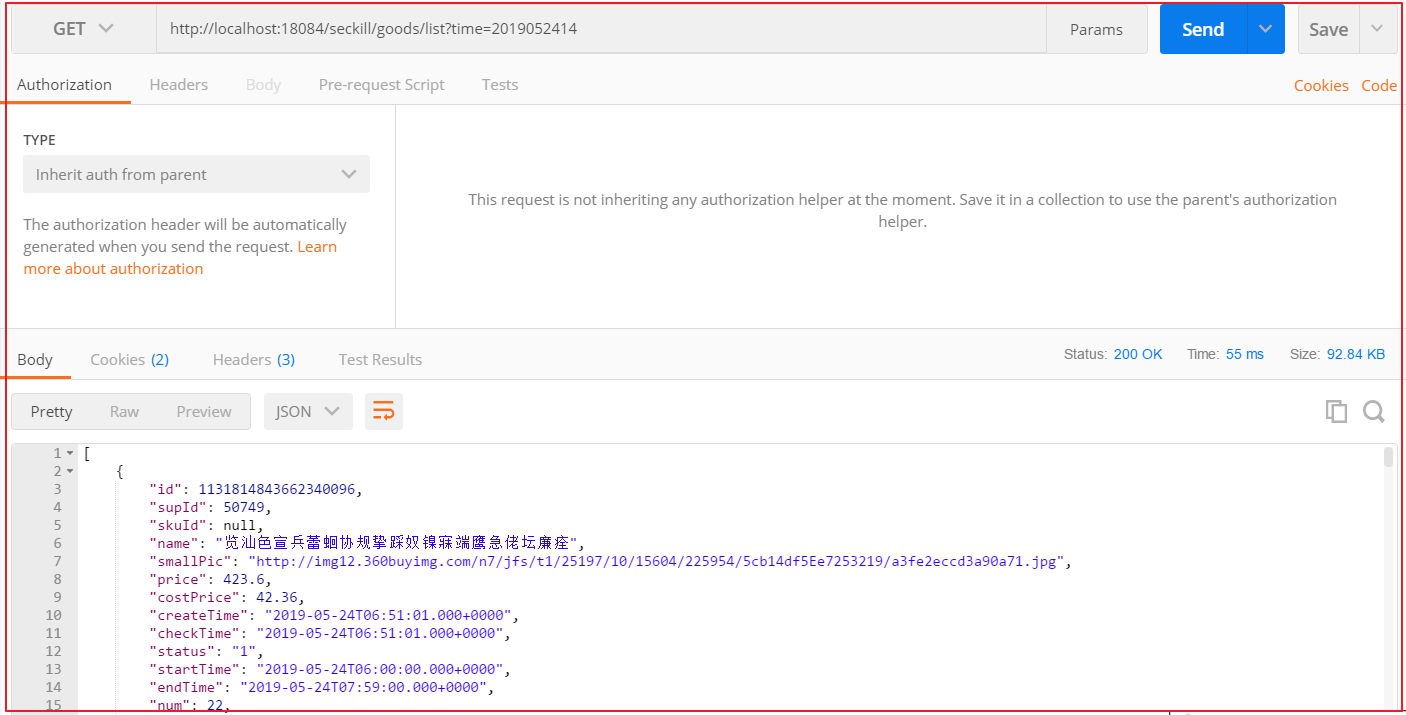 GET http://localhost:18084/seckill/goods/list?time=2019052414 Params Send Save
Authorization Headers Body Pre-request Script Tests Cookies Code
TYPE
Inherit auth from parent
The authorization header will be automatically
generated when you send the request. Learn
more about authorization
This request is not inheriting any authorization helper at the moment. Save it in a collection to use the parent's authorization
helper.
Body Cookies (2) Headers (3) Test Results Status: 200 OK Time: 55 ms Size: 92.84 KB
Pretty Raw Preview JSON
1 [
2 {
3 "id": 1131814843662340096,
4 "supId": 50749,
5 "skuId": null,
6 "name": "览汕色宣兵蕾蛔协规挚踩奴镍寐端鹰急佬坛廉痊",
7 "smallPic": "http://img12.360buyimg.com/n7/jfs/t1/25197/10/15604/225954/5cb14df5Ee7253219/a3fe2eccd3a90a71.jpg",
8 "price": 423.6,
9 "costPrice": 42.36,
10 "createTime": "2019-05-24T06:51:01.000+0000",
11 "checkTime": "2019-05-24T06:51:01.000+0000",
12 "status": "1",
13 "startTime": "2019-05-24T06:00:00.000+0000",
14 "endTime": "2019-05-24T07:59:00.000+0000",
15 "num": 22,